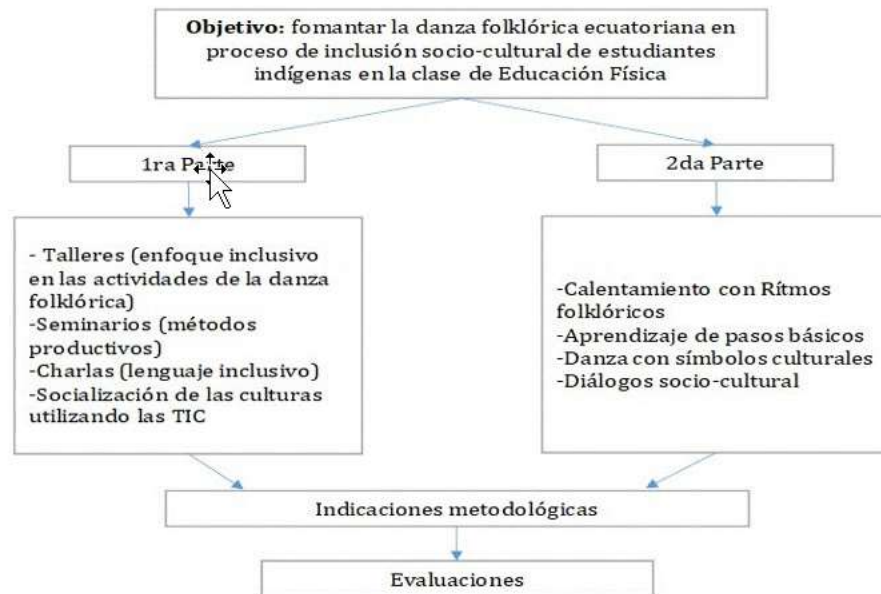 Objetivo: fomantar la danza folklórica ecuatoriana en
proceso de inclusión socio-cultural de estudiantes
indígenas en la clase de Educación Física
1ra Parte
2da Parte
- Talleres (enfoque inclusivo
en las actividades de la danza
folklórica)
-Seminarios (métodos
productivos)
-Charlas (lenguaje inclusivo)
-Socialización de las culturas
utilizando las TIC
-Calentamiento con Rítmos
folklóricos
-Aprendizaje de pasos básicos
-Danza con símbolos culturales
-Diálogos socio-cultural
Indicaciones metodológicas
Evaluaciones